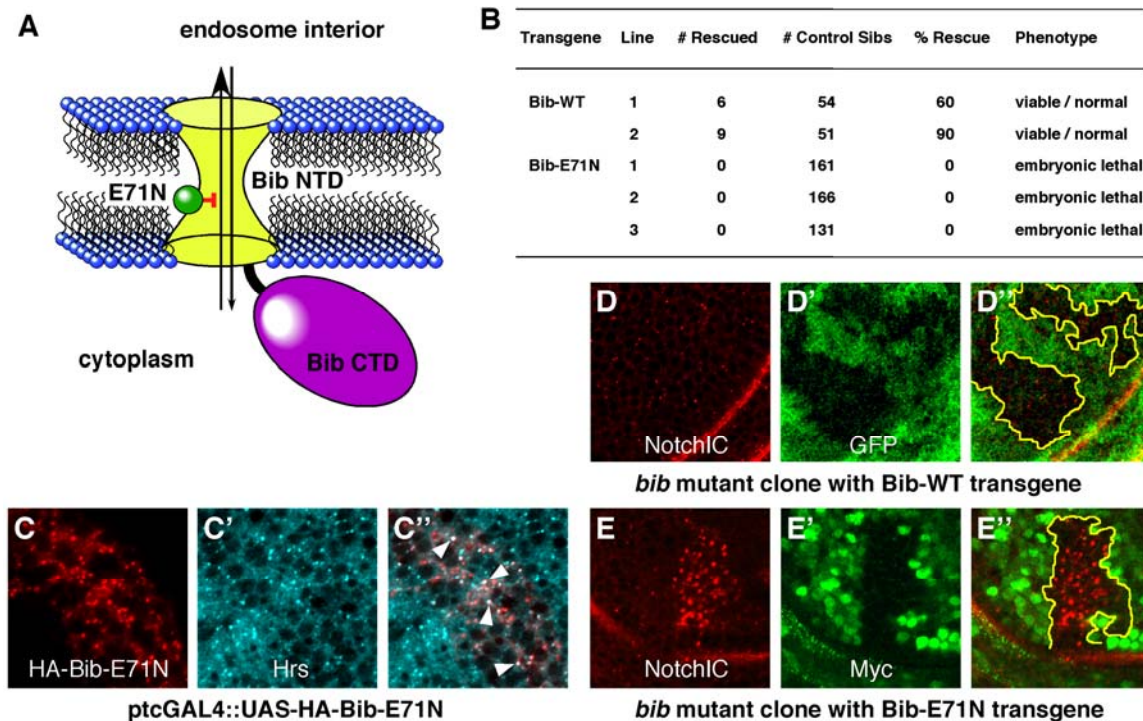 A
endosome interior
E71N
Bib NTD
cytoplasm
Bib CTD
B
Transgene Line # Rescued # Control Sibs % Rescue Phenotype
Bib-WT 1 6 54 60 viable / normal
2 9 51 90 viable / normal
Bib-E71N 1 0 161 0 embryonic lethal
2 0 166 0 embryonic lethal
3 0 131 0 embryonic lethal
C
HA-Bib-E71N
C'
Hrs
C''
ptcGAL4::UAS-HA-Bib-E71N
D
NotchIC
D'
GFP
D''
bib mutant clone with Bib-WT transgene
E
NotchIC
E'
Myc
E''
bib mutant clone with Bib-E71N transgene